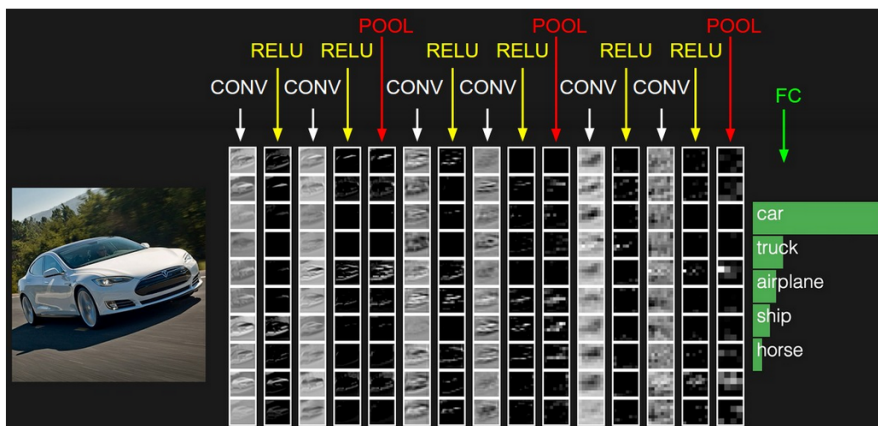 POOL POOL POOL
RELU RELU RELU RELU RELU RELU
CONV CONV CONV CONV CONV CONV FC
car
truck
airplane
ship
horse